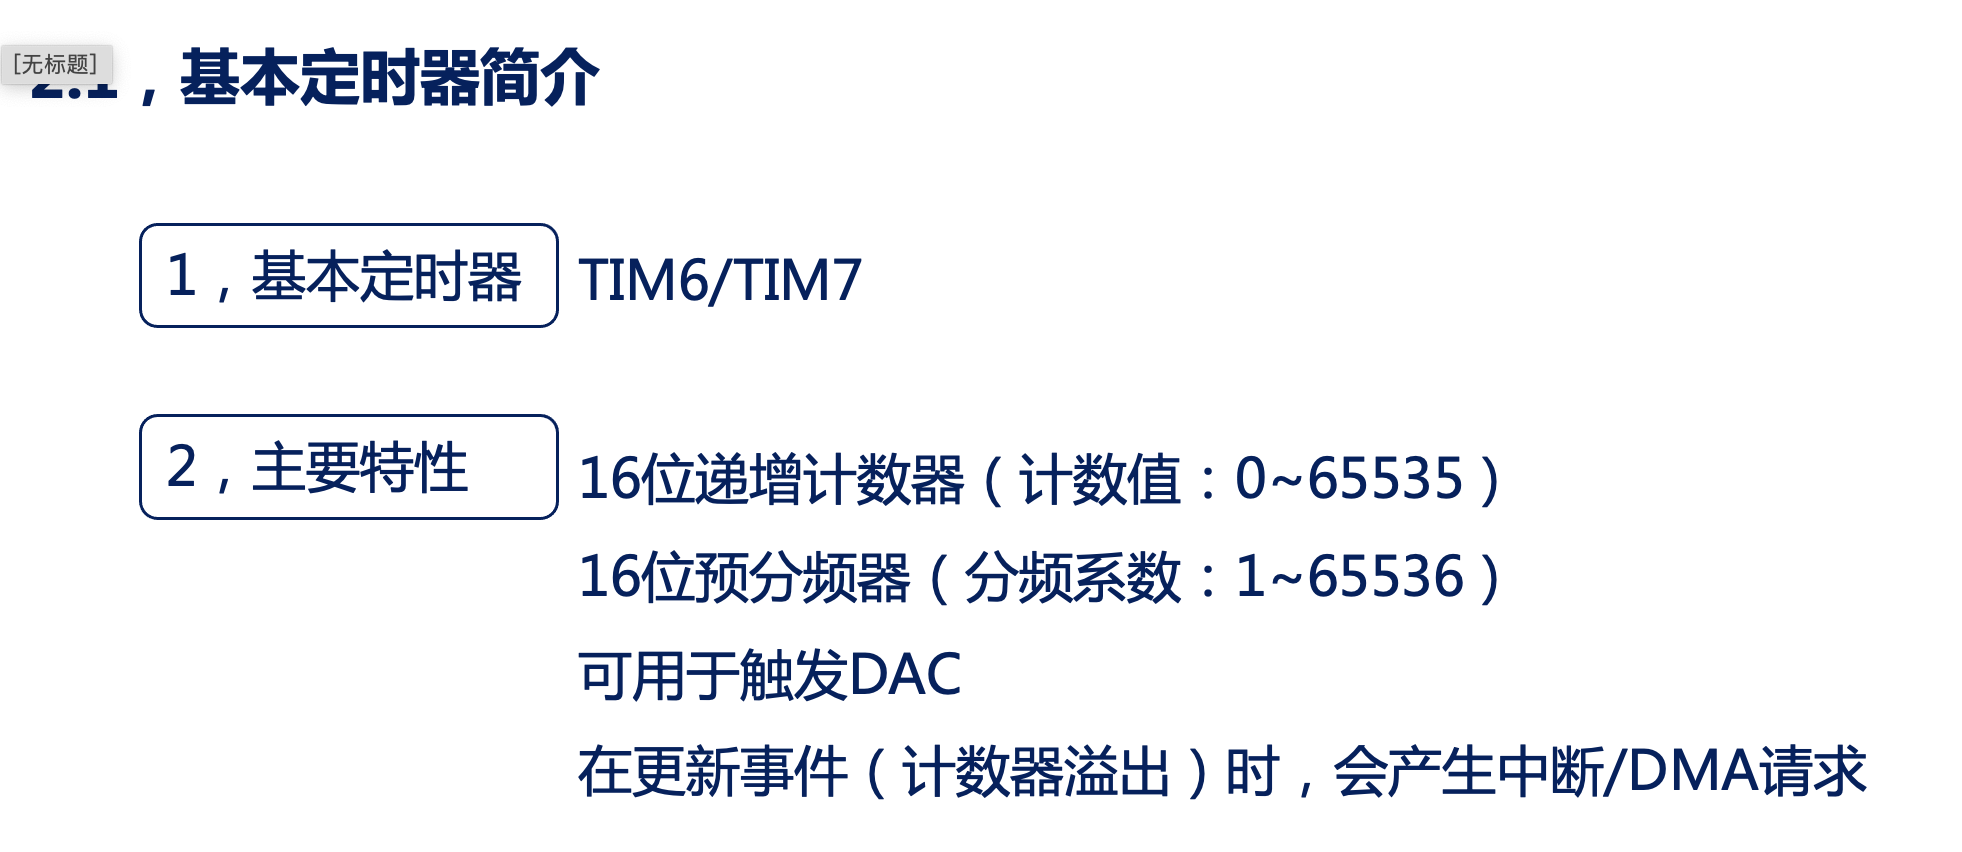 [无标题]
2.1，基本定时器简介
1，基本定时器
TIM6/TIM7
2，主要特性
16位递增计数器（计数值：0~65535）
16位预分频器（分频系数：1~65536）
可用于触发DAC
在更新事件（计数器溢出）时，会产生中断/DMA请求